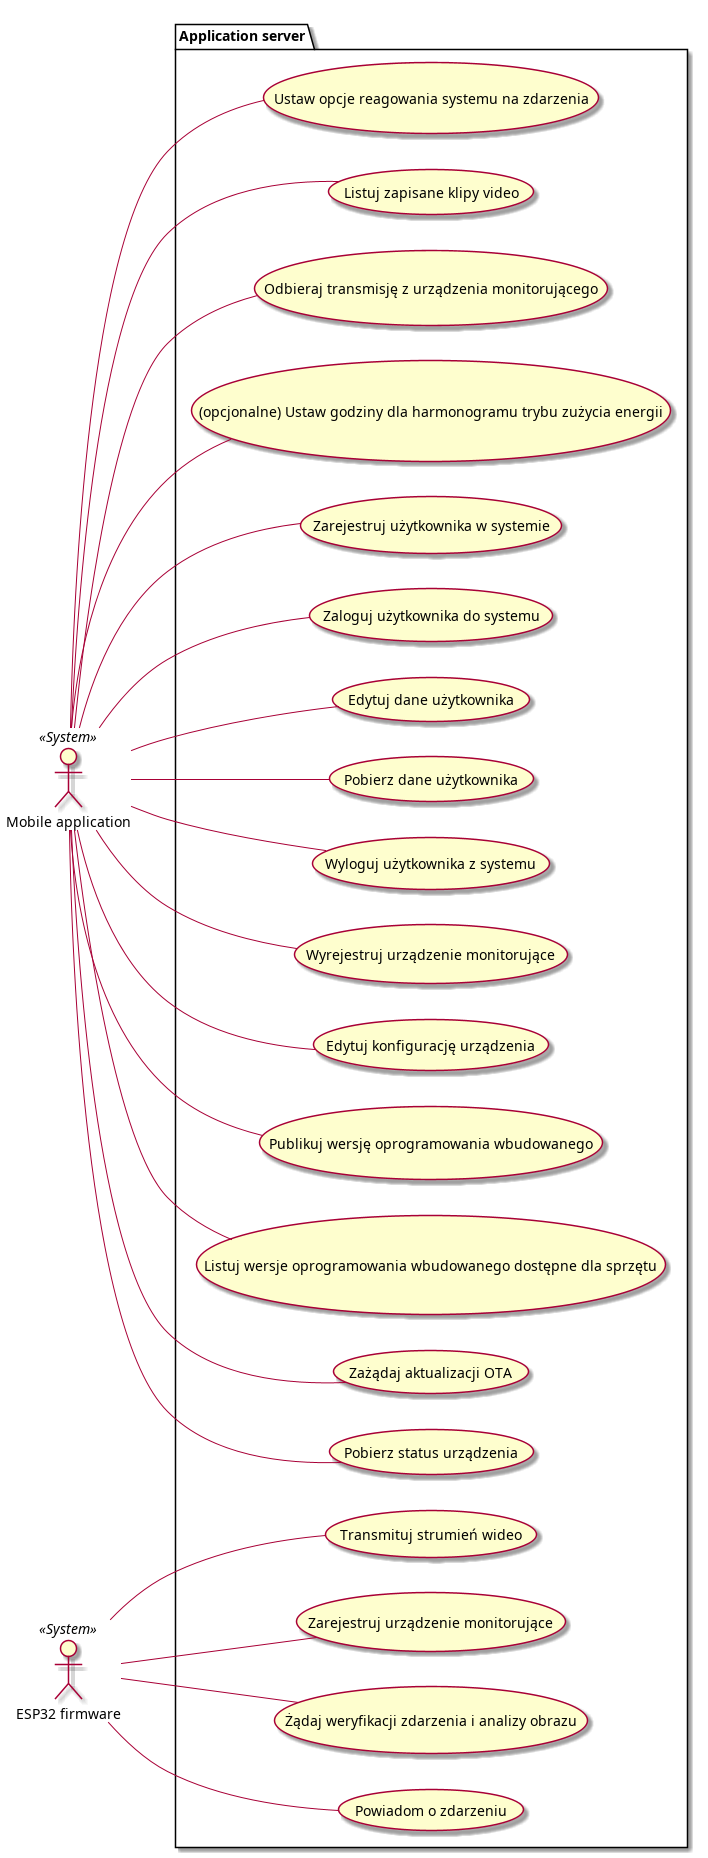 Application server
Ustaw opcje reagowania systemu na zdarzenia
Listuj zapisane klipy video
Odbieraj transmisję z urządzenia monitorującego
(opcjonalne) Ustaw godziny dla harmonogramu trybu zużycia energii
Zarejestruj użytkownika w systemie
Zaloguj użytkownika do systemu
Edytuj dane użytkownika
«System»
Mobile application
Pobierz dane użytkownika
Wyloguj użytkownika z systemu
Wyrejestruj urządzenie monitorujące
Edytuj konfigurację urządzenia
Publikuj wersję oprogramowania wbudowanego
Listuj wersje oprogramowania wbudowanego dostępne dla sprzętu
Zażądaj aktualizacji OTA
Pobierz status urządzenia
Transmituj strumień wideo
Zarejestruj urządzenie monitorujące
«System»
ESP32 firmware
Żądaj weryfikacji zdarzenia i analizy obrazu
Powiadom o zdarzeniu